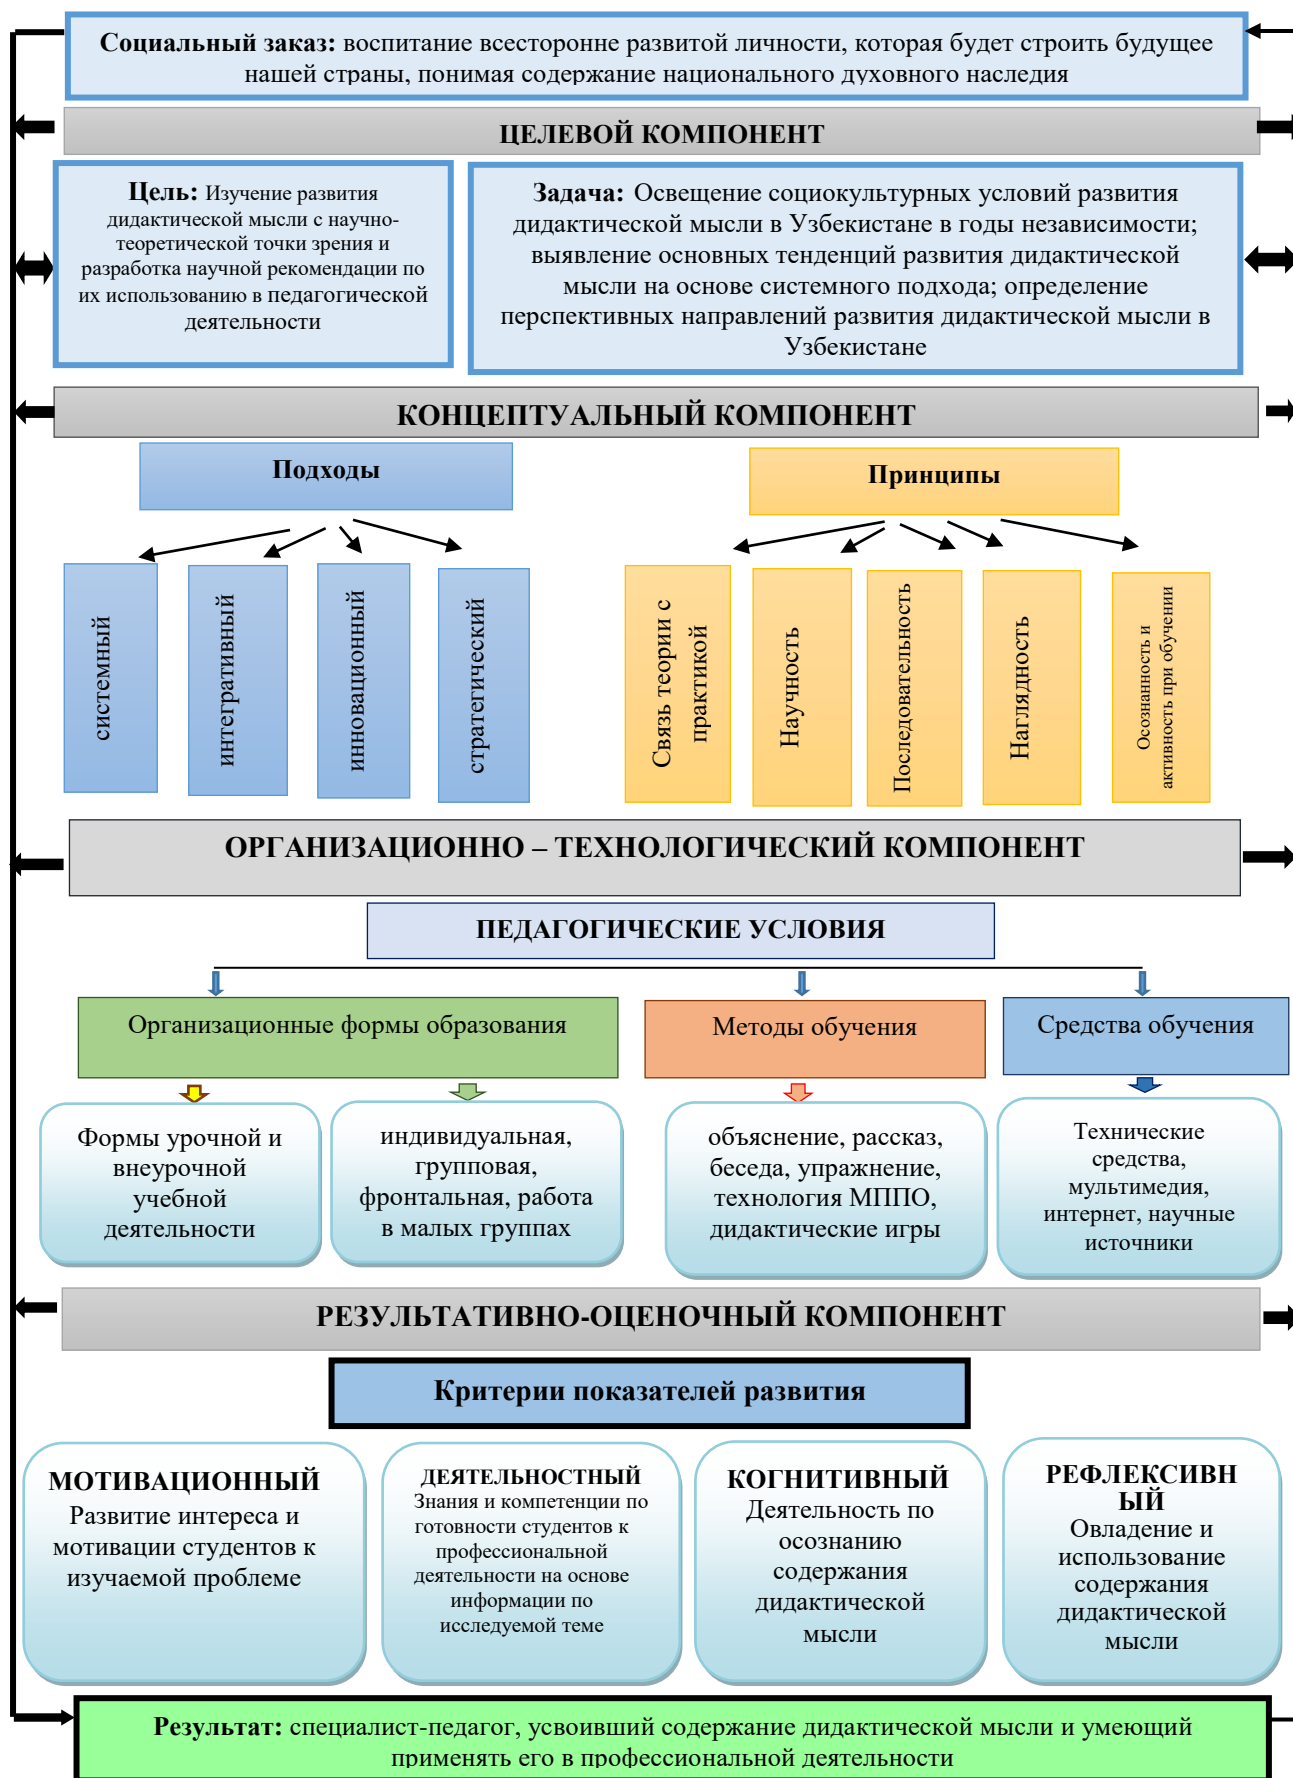 Социальный заказ: воспитание всесторонне развитой личности, которая будет строить будущее
нашей страны, понимая содержание национального духовного наследия
ЦЕЛЕВОЙ КОМПОНЕНТ
Цель: Изучение развития
дидактической мысли с научно-
теоретической точки зрения и
разработка научной рекомендации по
их использованию в педагогической
деятельности
Задача: Освещение социокультурных условий развития
дидактической мысли в Узбекистане в годы независимости;
выявление основных тенденций развития дидактической
мысли на основе системного подхода; определение
перспективных направлений развития дидактической мысли в
Узбекистане
КОНЦЕПТУАЛЬНЫЙ КОМПОНЕНТ
Подходы
Принципы
системный
интегративный
инновационный
стратегический
Связь теории с
практикой
Научность
Последовательность
Наглядность
Осознанность и
активность при обучении
ОРГАНИЗАЦИОННО – ТЕХНОЛОГИЧЕСКИЙ КОМПОНЕНТ
ПЕДАГОГИЧЕСКИЕ УСЛОВИЯ
Организационные формы образования
Методы обучения
Средства обучения
Формы урочной и
внеурочной
учебной
деятельности
индивидуальная,
групповая,
фронтальная, работа
в малых группах
объяснение, рассказ,
беседа, упражнение,
технология МППО,
дидактические игры
Технические
средства,
мультимедия,
интернет, научные
источники
РЕЗУЛЬТАТИВНО-ОЦЕНОЧНЫЙ КОМПОНЕНТ
Критерии показателей развития
МОТИВАЦИОННЫЙ
Развитие интереса и
мотивации студентов к
изучаемой проблеме
ДЕЯТЕЛЬНОСТНЫЙ
Знания и компетенции по
готовности студентов к
профессиональной
деятельности на основе
информации по
исследуемой теме
КОГНИТИВНЫЙ
Деятельность по
осознанию
содержания
дидактической
мысли
РЕФЛЕКСИВН
ЫЙ
Овладение и
использование
содержания
дидактической
мысли
Результат: специалист-педагог, усвоивший содержание дидактической мысли и умеющий
применять его в профессиональной деятельности